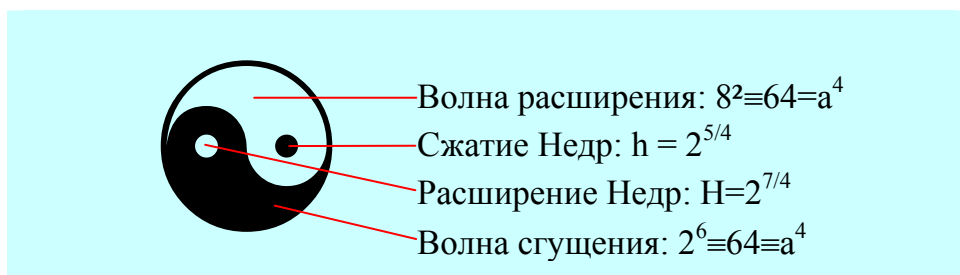 Волна расширения: 8²≡64=a⁴
Сжатие Недр: h = 2^5/4
Расширение Недр: H=2^7/4
Волна сгущения: 2⁶≡64≡a⁴